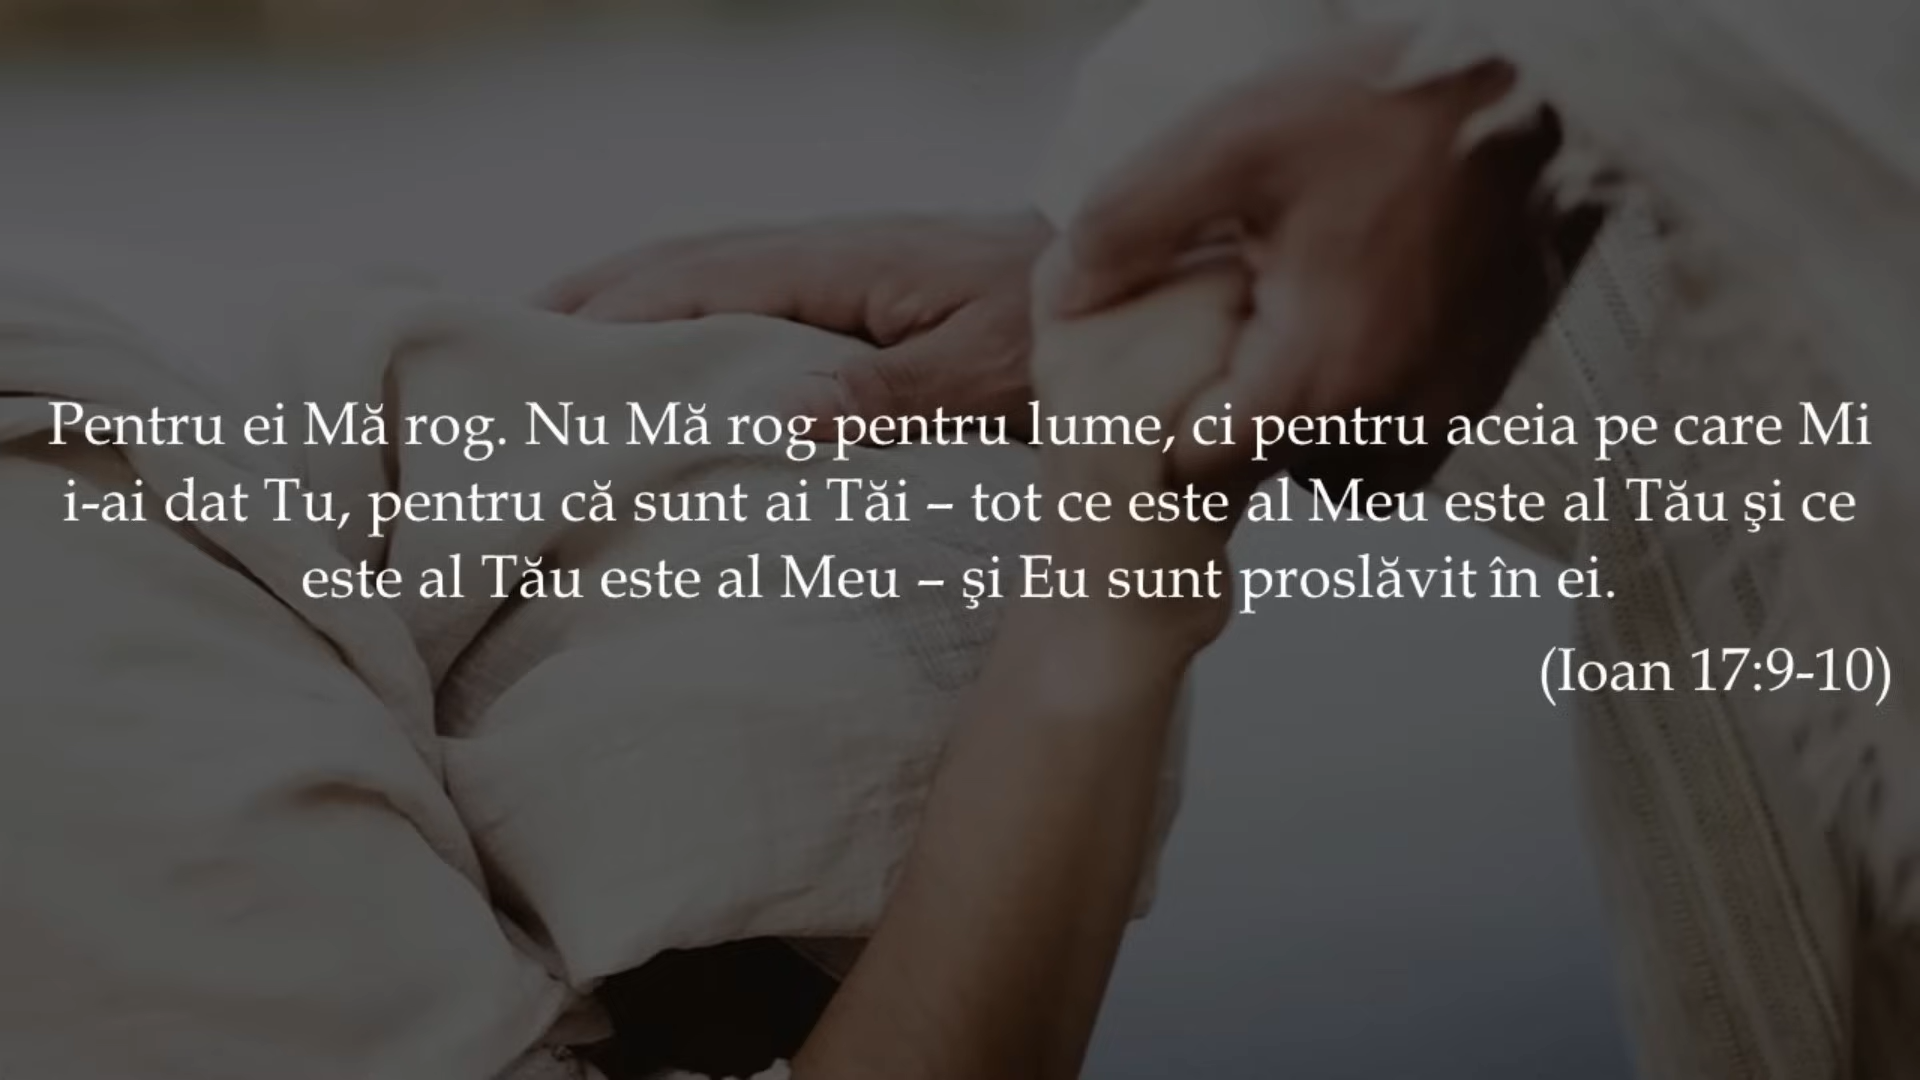 Pentru ei Mă rog. Nu Mă rog pentru lume, ci pentru aceia pe care Mi
i-ai dat Tu, pentru că sunt ai Tăi – tot ce este al Meu este al Tău şi ce
este al Tău este al Meu – şi Eu sunt proslăvit în ei.
(Ioan 17:9-10)